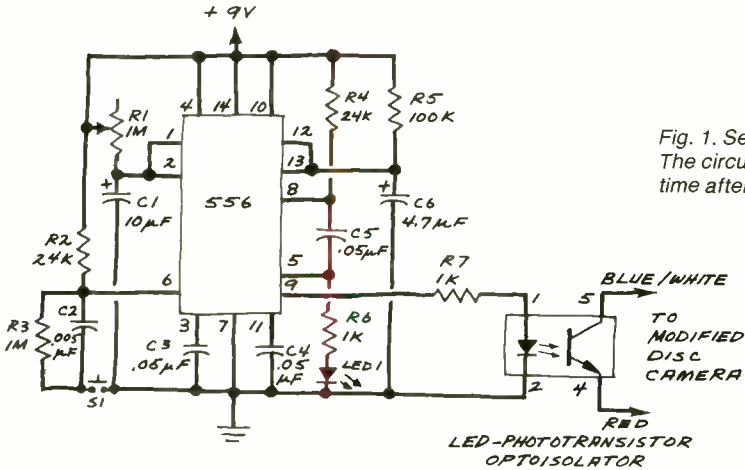 + 9V
4
14
10
R1
1M
1
2
12
13
8
R4
24K
R5
100K
+
C1
10µF
556
+
C6
4.7µF
C5
.05µF
R2
24K
6
5
9
R7
1K
R3
1M
C2
.005
µF
S1
3
7
11
C3
.05µF
C4
.05
µF
R6
1K
LED1
1
2
5
4
BLUE/WHITE
TO
MODIFIED
DISC
CAMERA
RED
LED-PHOTOTRANSISTOR
OPTOISOLATOR
Fig. 1. Se
The circu
time after